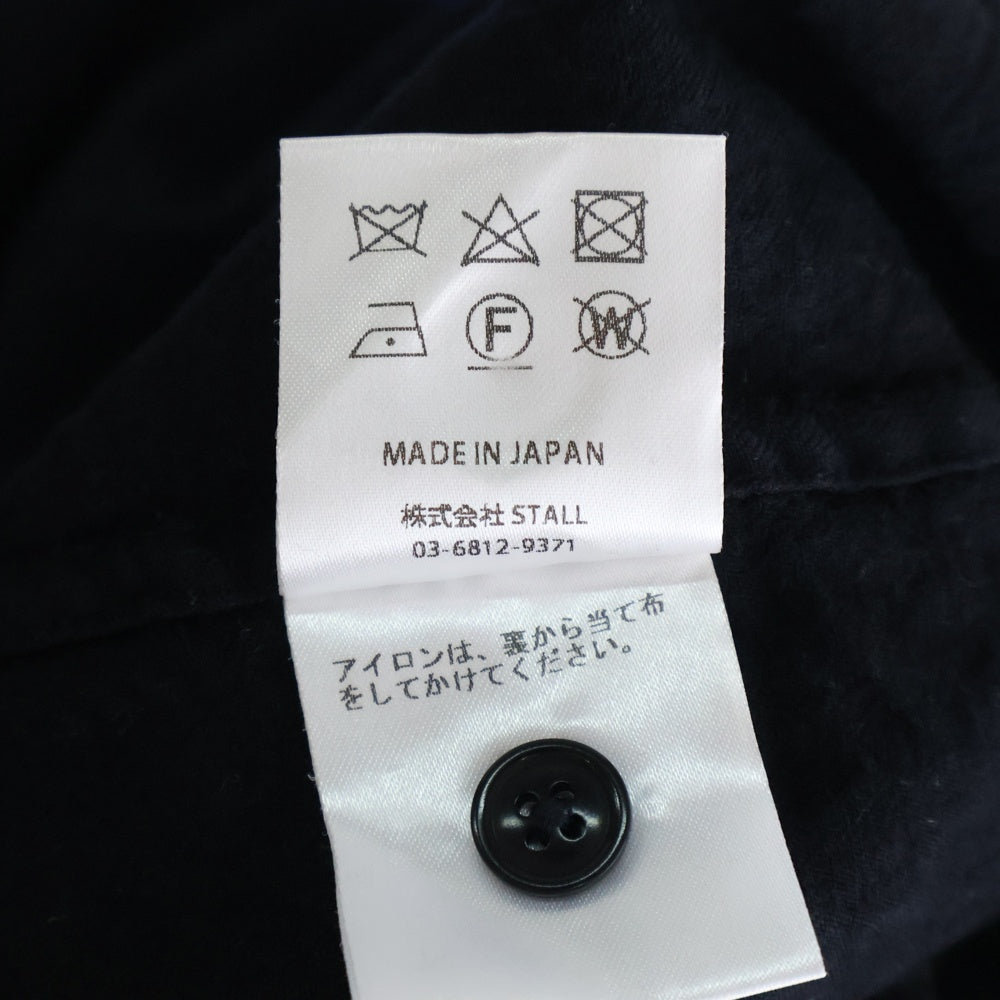 F W
MADE IN JAPAN
株式会社 STALL
03-6812-9371
アイロンは、裏から当て布
をしてかけてください。